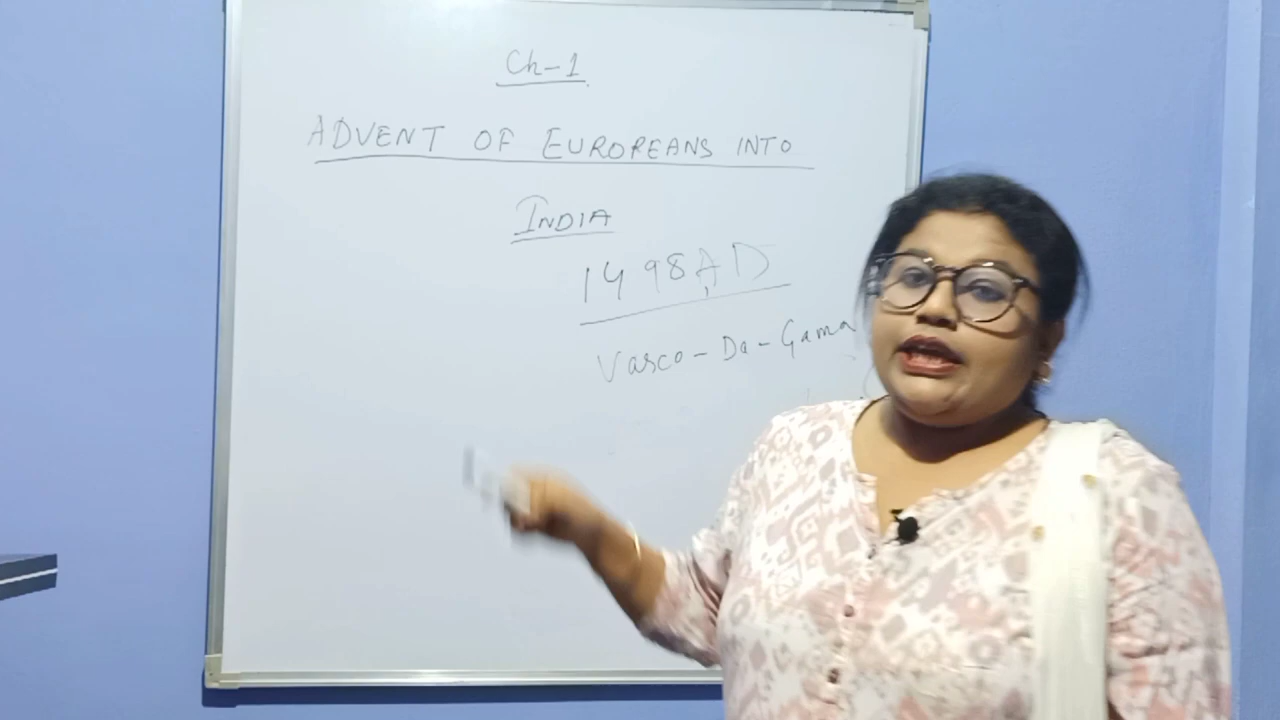 Ch-1
ADVENT OF EUROPEANS INTO
INDIA
1498 AD
Vasco-Da-Gama